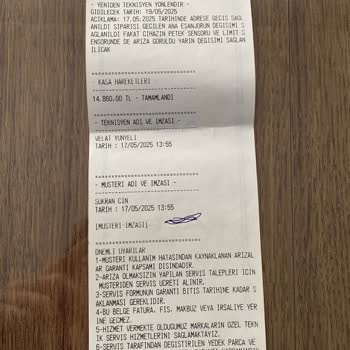 - YENIDEN TEKNISYEN YONLENDIR -
GIDILECEK TARIH: 19/05/2025
ACIKLAMA: 17.05.2025 TARIHINDE ADRESE GECIS SAGL
ANILDI SIPARISI GECILEN ANA ESANJORUN DEGISIMI S
AGLANILDI FAKAT CIHAZIN PETEK SENSORU VE LIMIT S
ENSORUNDE DE ARIZA GORULDU YARIN DEGISIMI SAGLAN
ILICAK
- KASA HAREKETLERI
14.860.00 TL - TAMAMLANDI
- TEKNISYEN ADI VE IMZASI -
VELAT YUNYELI
TARIH : 17/05/2025 13:55
- MUSTERI ADI VE IMZASI -
SUKRAN CIN
TARIH : 17/05/2025 13:55
[MUSTERI-IMZASI]
ONEMLI UYARILAR
1-MUSTERI KULLANIM HATASINDAN KAYNAKLANAN ARIZAL
AR GARANTI KAPSAMI DISINDADIR.
2-ARIZA OLMAKSIZIN YAPILAN SERVIS TALEPLERI ICIN
MUSTERIDEN SERVIS UCRETI ALINIR.
3-SERVIS FORMUNUN GARANTI BITIS TARIHINE KADAR S
AKLANMASI GEREKLIDIR.
4-BU BELGE FATURA, FIS, MAKBUZ VEYA IRSALIYE YER
INE GECMEZ.
5-HIZMET VERMEKTE OLDUGUMUZ MARKALARIN OZEL TEKN
IK SERVIS HIZMETLERINI SAGLAMAKTAYIZ.
6-SERVIS TARAFINDAN DEGISTIRILEN YEDEK PARCA VE